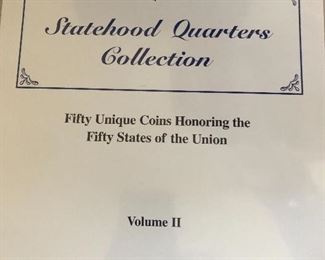 Statehood Quarters
Collection
Fifty Unique Coins Honoring the
Fifty States of the Union
Volume II